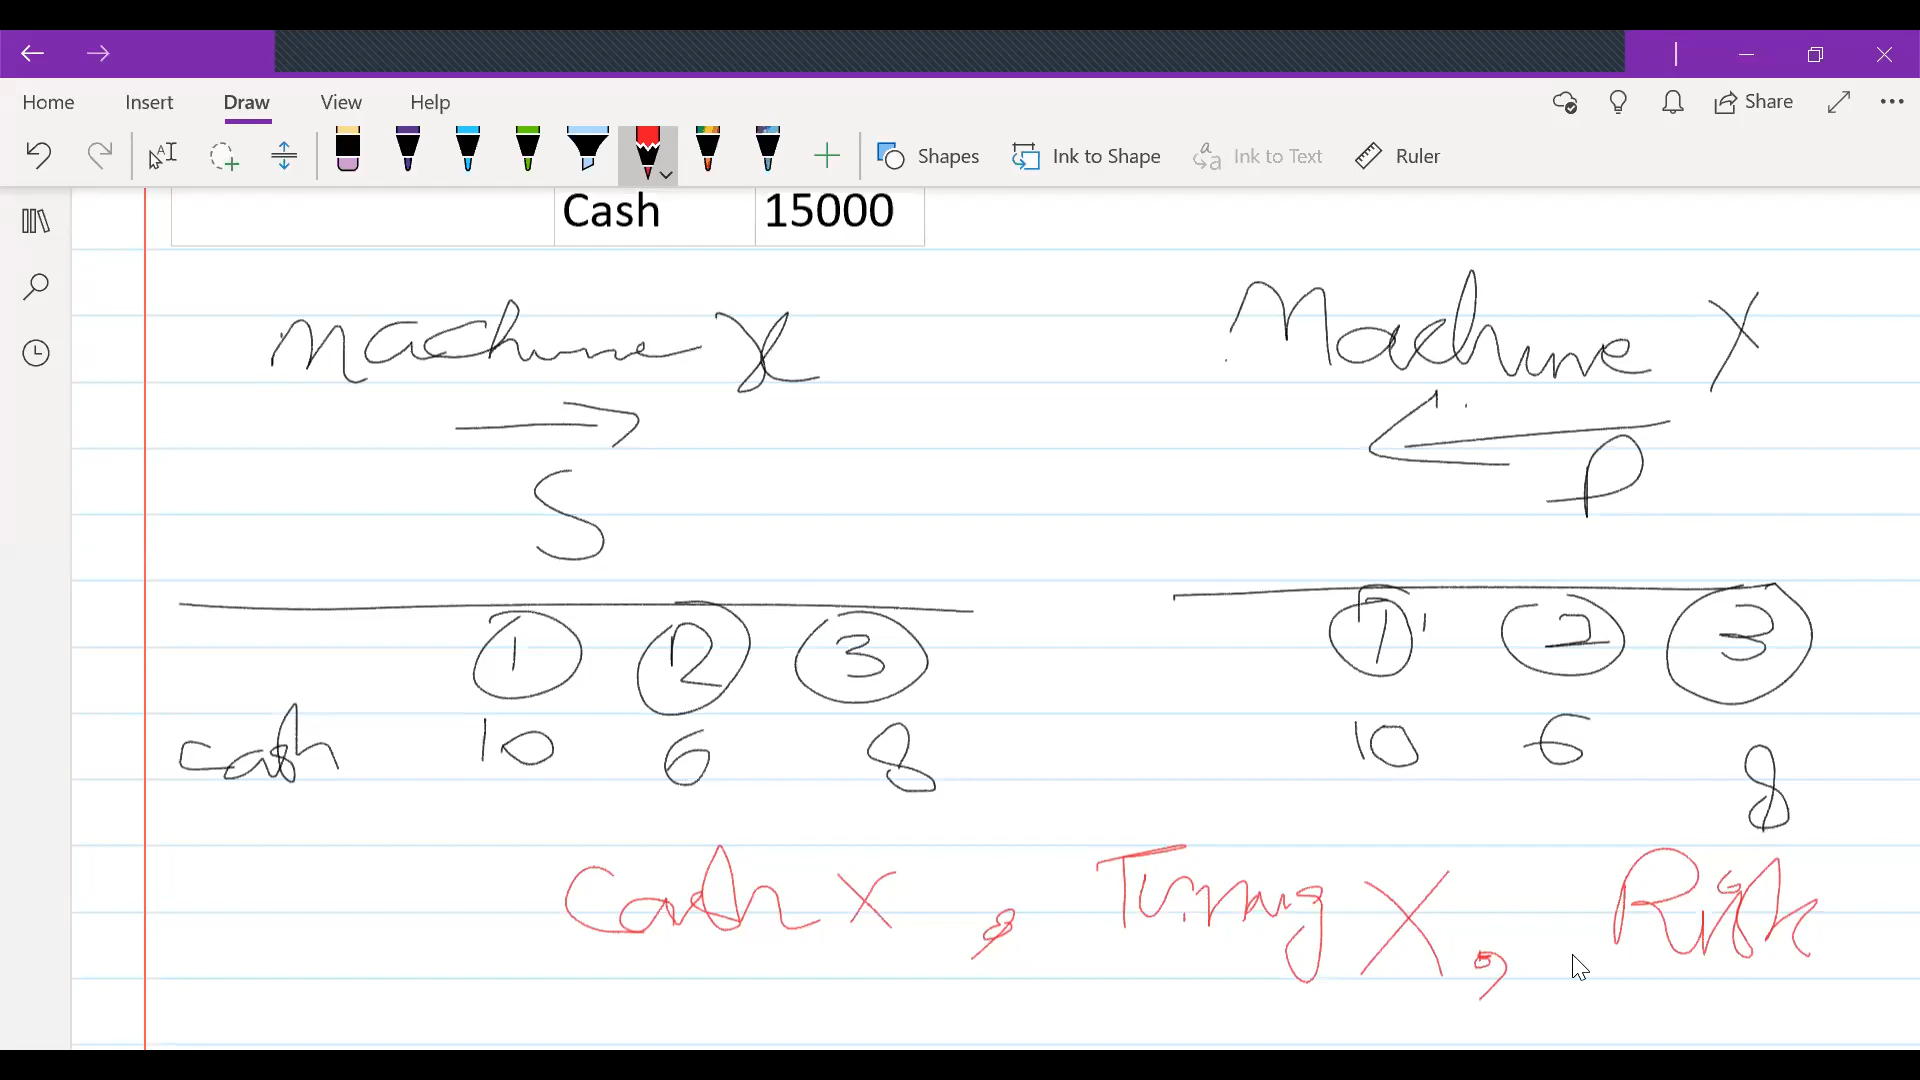 Home Insert Draw View Help Share
Shapes Ink to Shape Ink to Text Ruler
Cash 15000
Machine X Machine X
S P
1 2 3 1 2 3
Cash 10 6 8 10 6 8
Cash X , Timing X , Risk